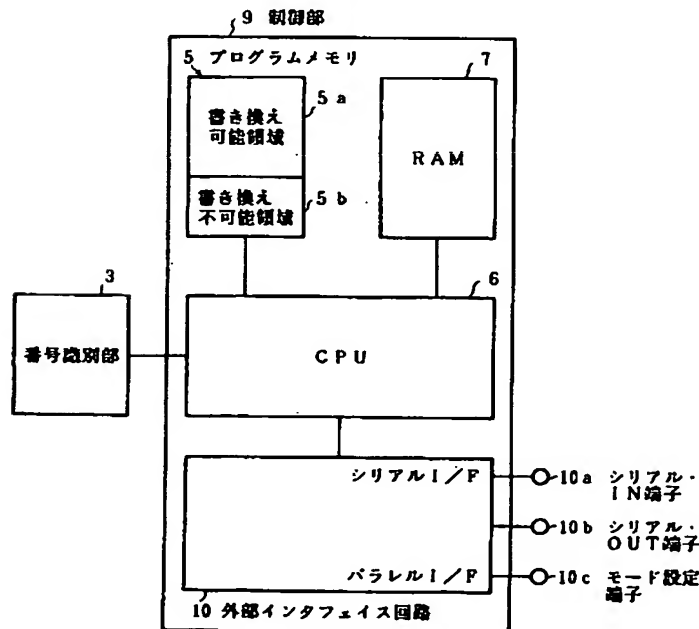 9 制御部
5 プログラムメモリ
7
書き換え
可能領域
5a
RAM
書き換え
不可能領域
5b
3
6
番号識別部
CPU
シリアルI/F
10a シリアル・
IN端子
10b シリアル・
OUT端子
パラレルI/F
10c モード設定
端子
10 外部インタフェイス回路